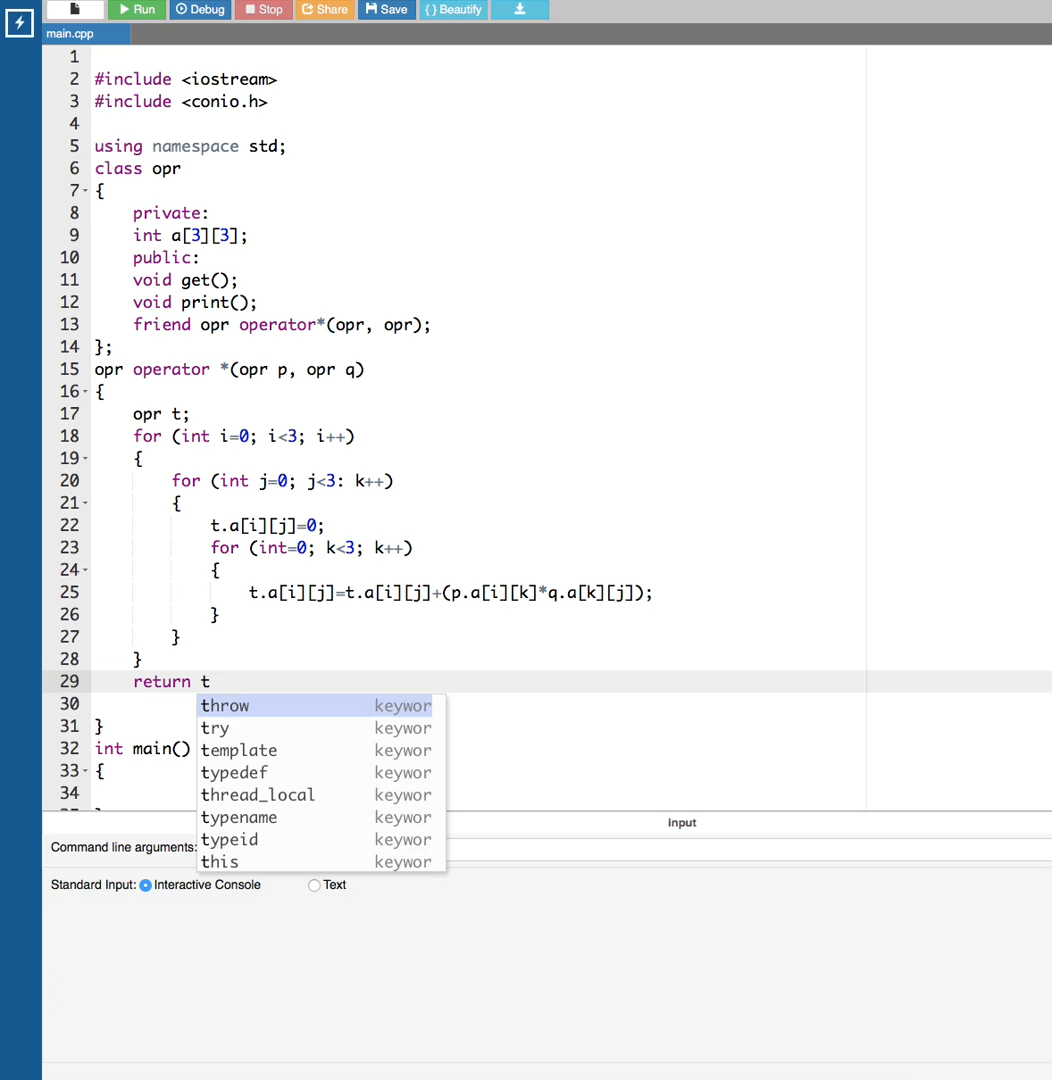 Run Debug Stop Share Save { } Beautify
main.cpp
1
2 #include <iostream>
3 #include <conio.h>
4
5 using namespace std;
6 class opr
7 {
8 private:
9 int a[3][3];
10 public:
11 void get();
12 void print();
13 friend opr operator*(opr, opr);
14 };
15 opr operator *(opr p, opr q)
16 {
17 opr t;
18 for (int i=0; i<3; i++)
19 {
20 for (int j=0; j<3: k++)
21 {
22 t.a[i][j]=0;
23 for (int=0; k<3; k++)
24 {
25 t.a[i][j]=t.a[i][j]+(p.a[i][k]*q.a[k][j]);
26 }
27 }
28 }
29 return t
30 throw keywor
31 } try keywor
32 int main() template keywor
33 { typedef keywor
34 thread_local keywor
typename keywor
input
typeid keywor
Command line arguments:
this keywor
Standard Input: Interactive Console Text